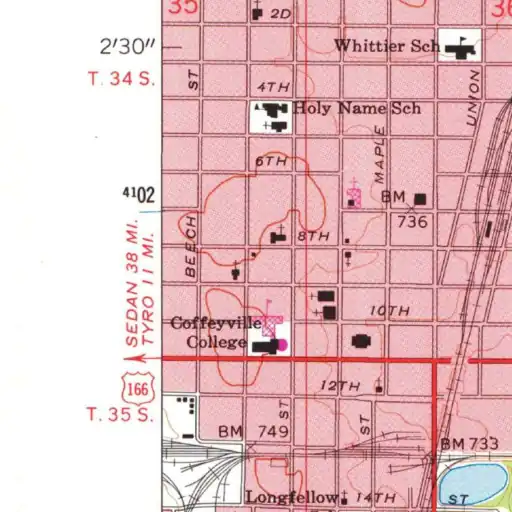 35
36
2D
2'30"
Whittier Sch
T. 34 S.
ST
4TH
UNION
Holy Name Sch
MAPLE
6TH
4102
BM
736
BEECH
8TH
SEDAN 38 MI.
TYRO 11 MI.
10TH
Coffeyville
College
12TH
166
T. 35 S.
ST
ST
BM 749
BM 733
Longfellow
14TH
ST